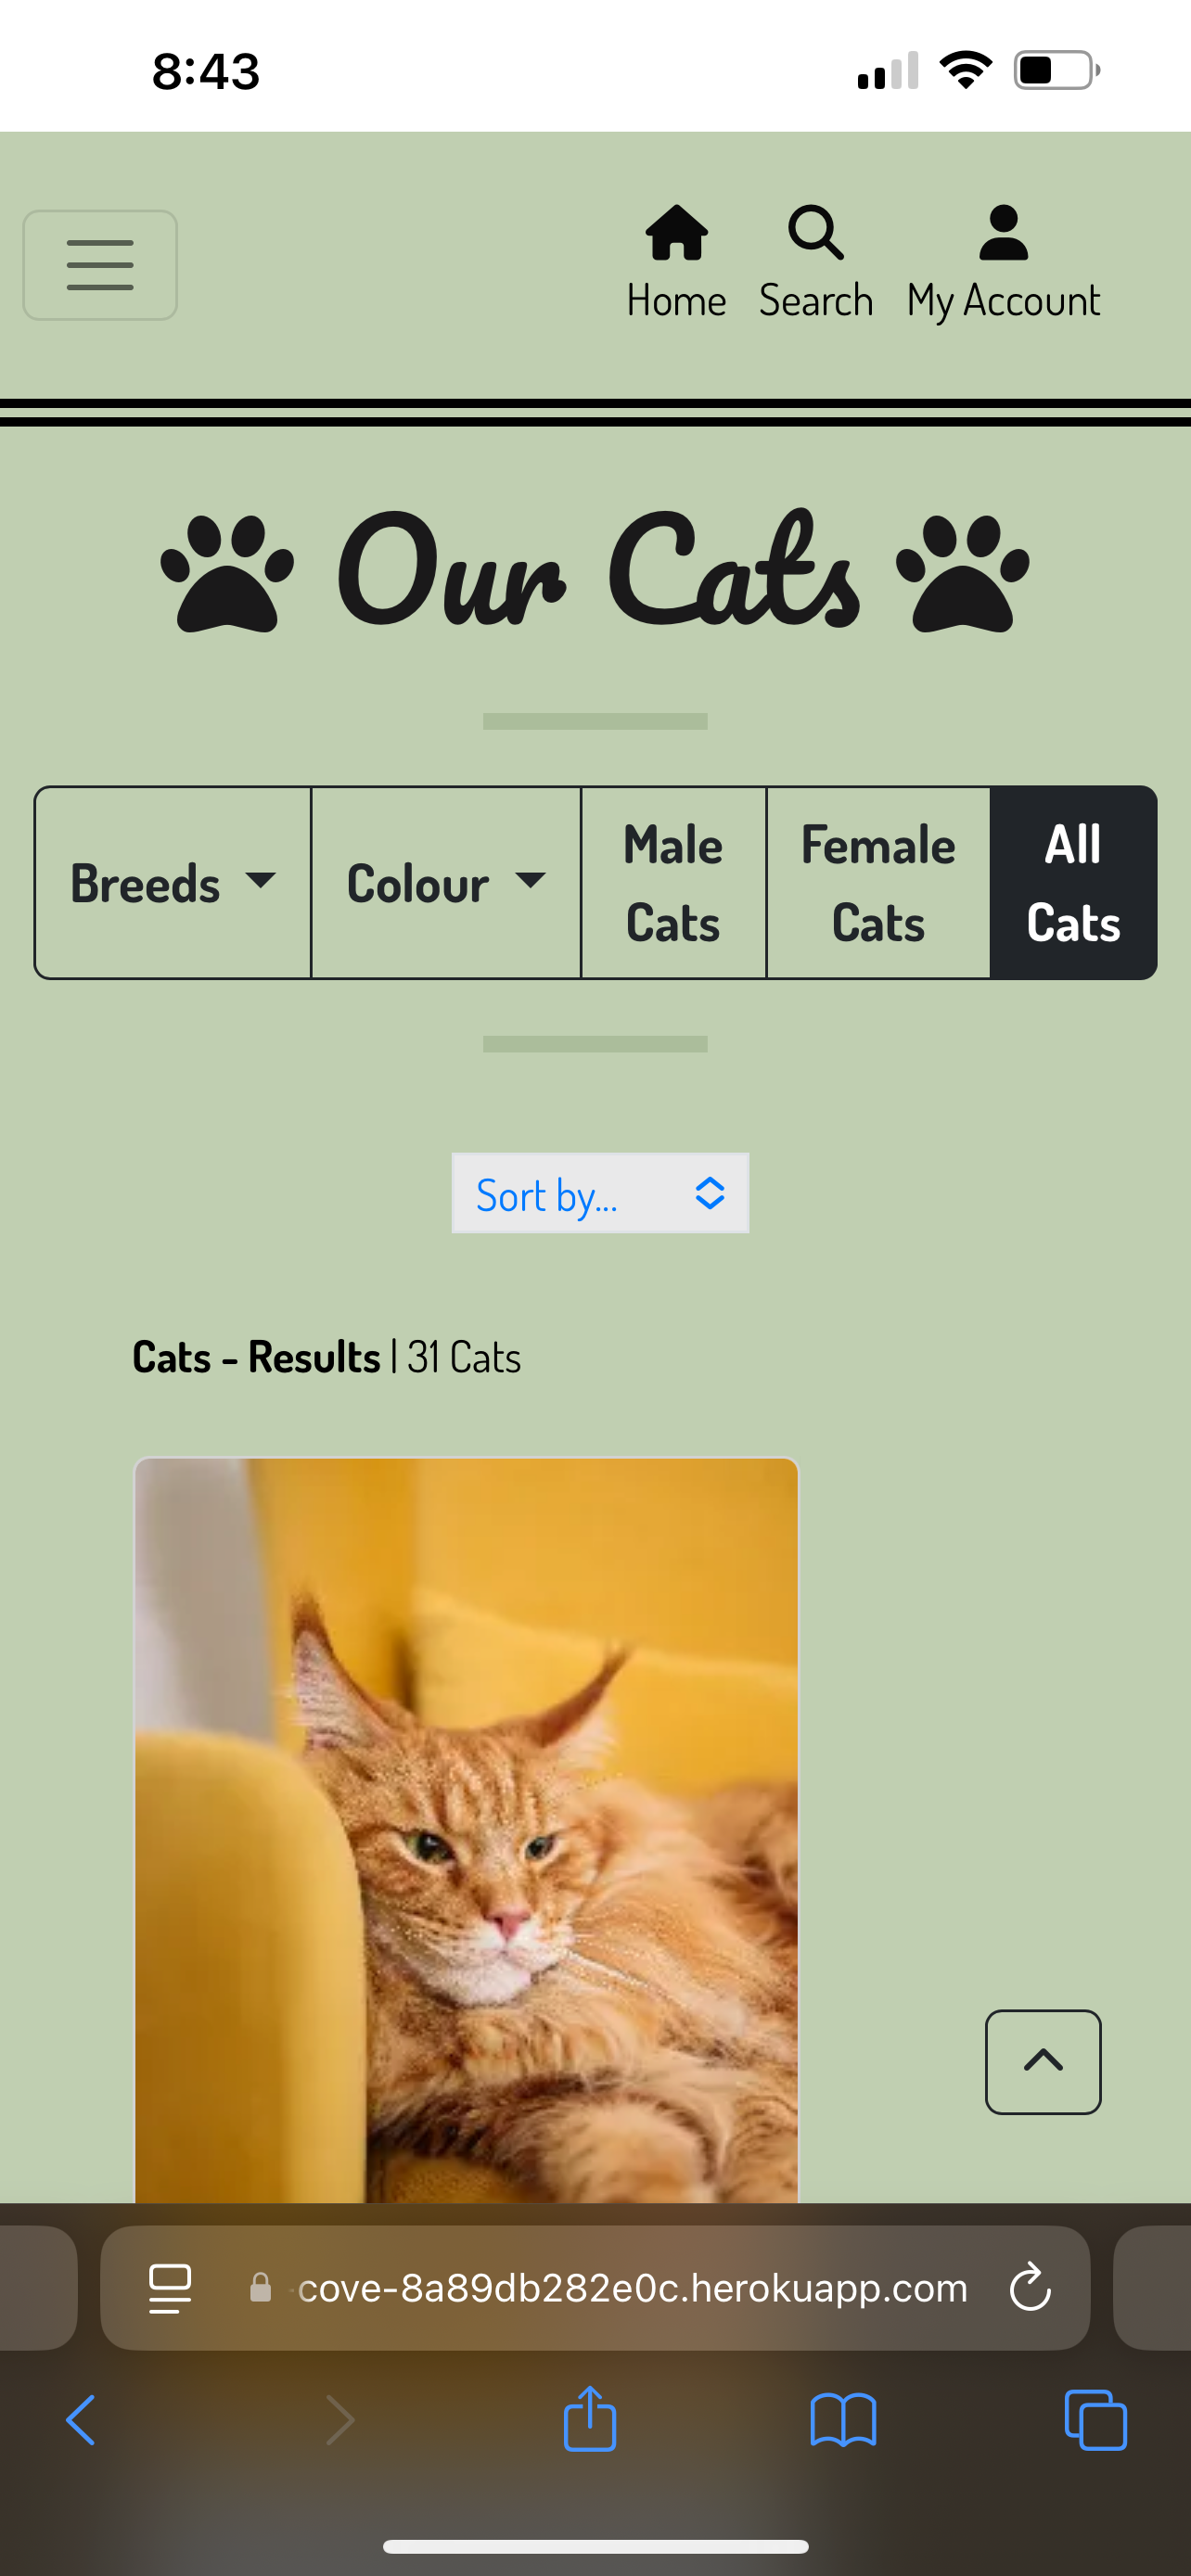 8:43
Home Search My Account
Our Cats
Breeds Colour Male Cats Female Cats All Cats
Sort by...
Cats - Results | 31 Cats
-cove-8a89db282e0c.herokuapp.com